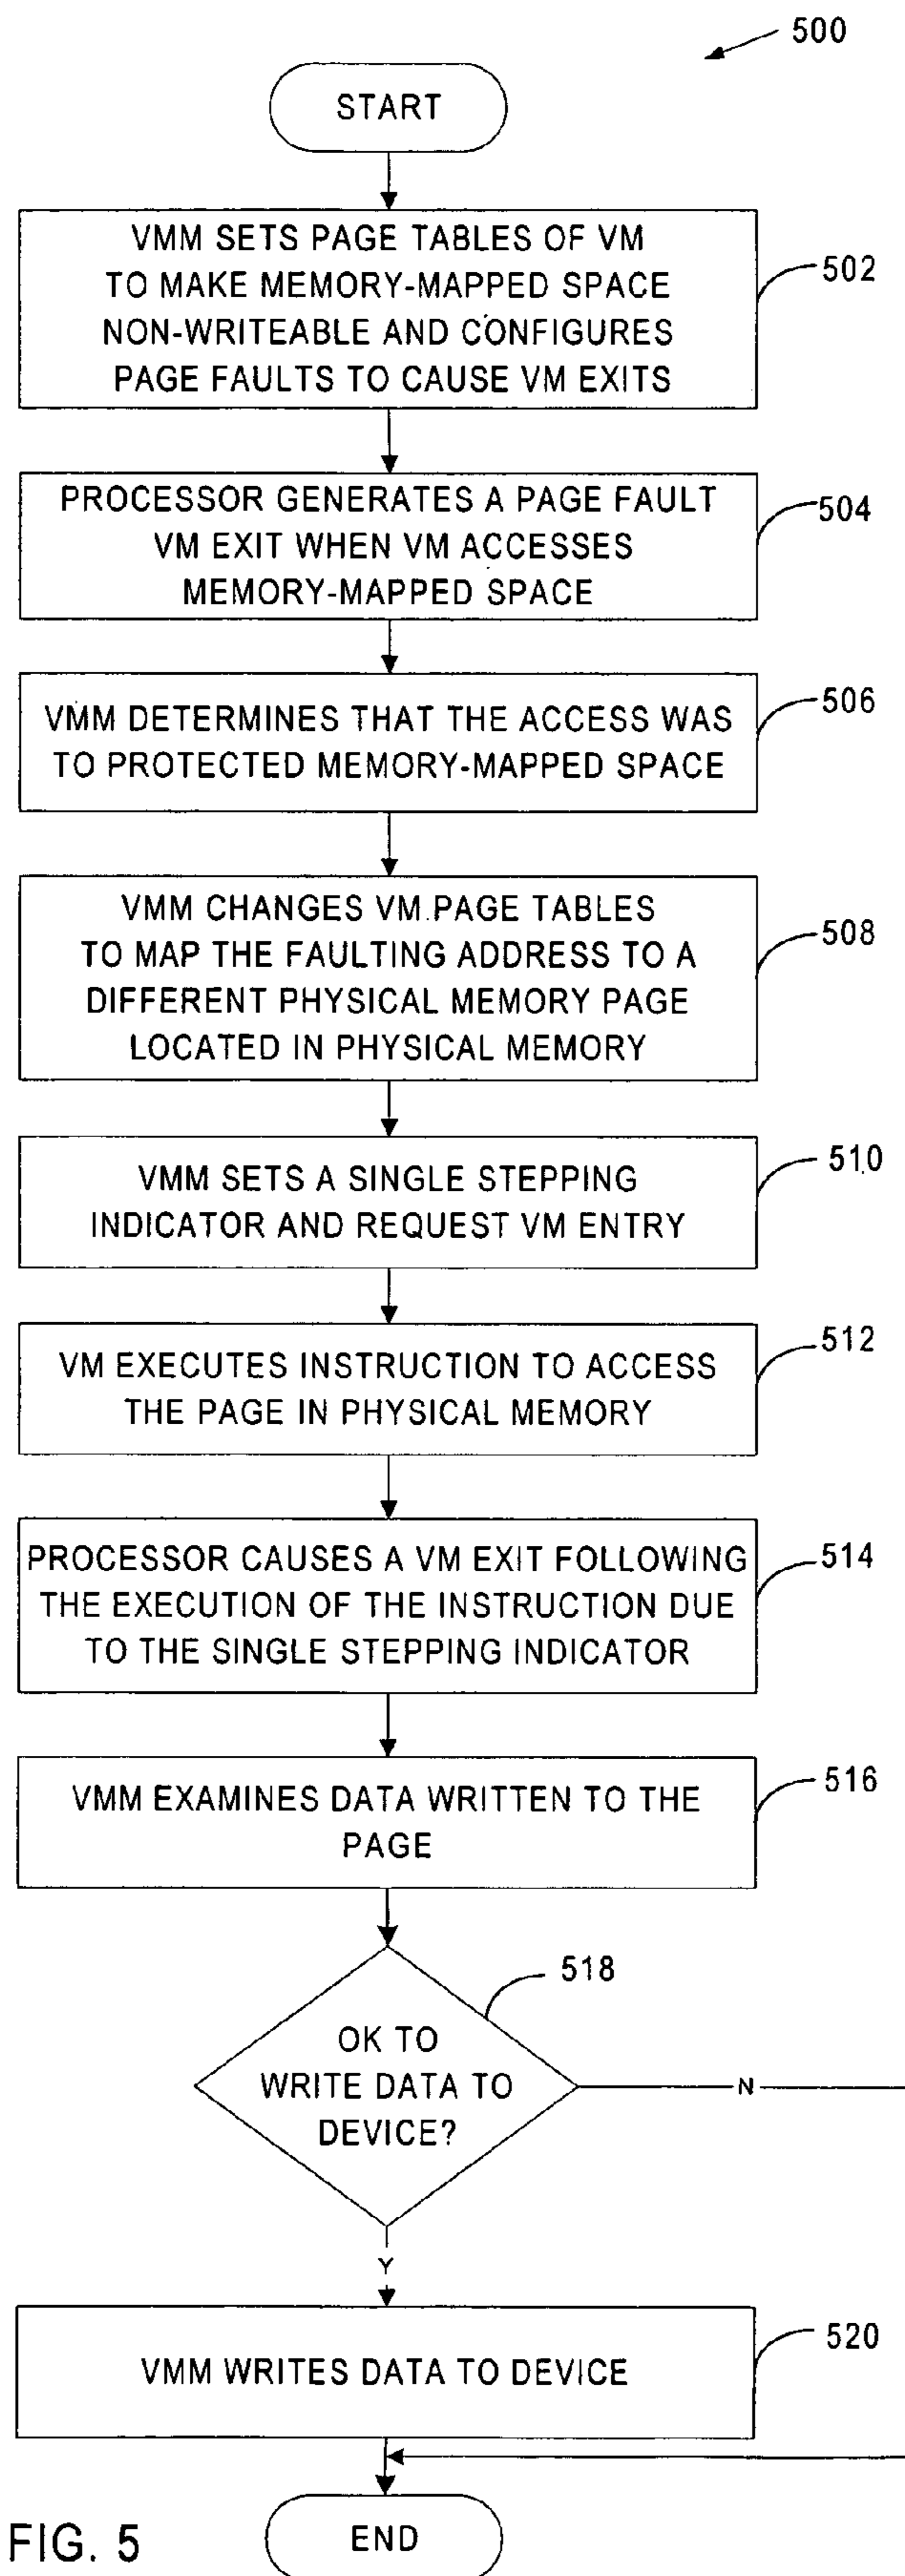 500
START
VMM SETS PAGE TABLES OF VM
TO MAKE MEMORY-MAPPED SPACE
NON-WRITEABLE AND CONFIGURES
PAGE FAULTS TO CAUSE VM EXITS
502
PROCESSOR GENERATES A PAGE FAULT
VM EXIT WHEN VM ACCESSES
MEMORY-MAPPED SPACE
504
VMM DETERMINES THAT THE ACCESS WAS
TO PROTECTED MEMORY-MAPPED SPACE
506
VMM CHANGES VM PAGE TABLES
TO MAP THE FAULTING ADDRESS TO A
DIFFERENT PHYSICAL MEMORY PAGE
LOCATED IN PHYSICAL MEMORY
508
VMM SETS A SINGLE STEPPING
INDICATOR AND REQUEST VM ENTRY
510
VM EXECUTES INSTRUCTION TO ACCESS
THE PAGE IN PHYSICAL MEMORY
512
PROCESSOR CAUSES A VM EXIT FOLLOWING
THE EXECUTION OF THE INSTRUCTION DUE
TO THE SINGLE STEPPING INDICATOR
514
VMM EXAMINES DATA WRITTEN TO THE
PAGE
516
518
OK TO
WRITE DATA TO
DEVICE?
N
Y
VMM WRITES DATA TO DEVICE
520
END
FIG. 5